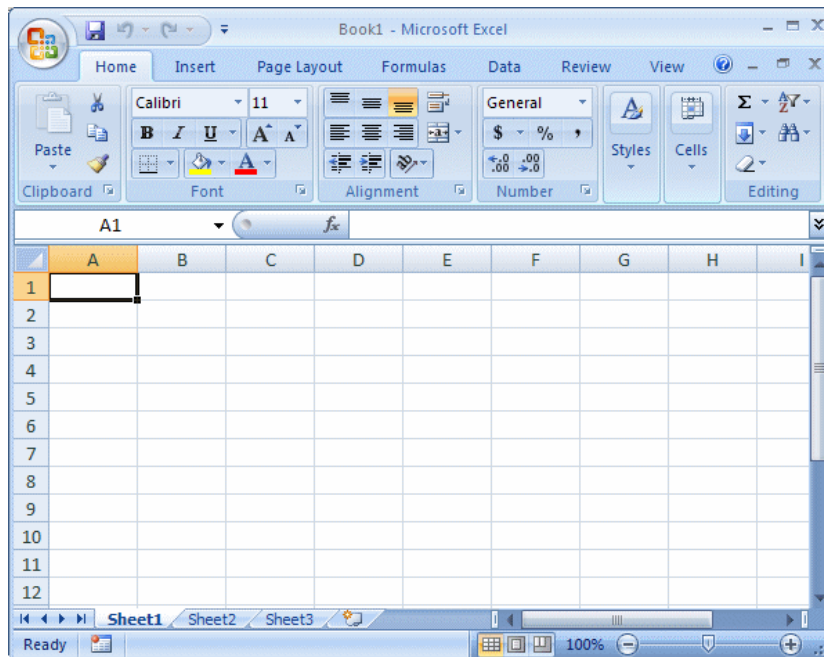 Book1 - Microsoft Excel
Home Insert Page Layout Formulas Data Review View
Calibri 11 General
B I U A A $ % ,
Paste Styles Cells
A .0 .00 .00 .0
Clipboard Font Alignment Number Editing
A1 fx
A B C D E F G H I
1
2
3
4
5
6
7
8
9
10
11
12
Sheet1 Sheet2 Sheet3
Ready 100%